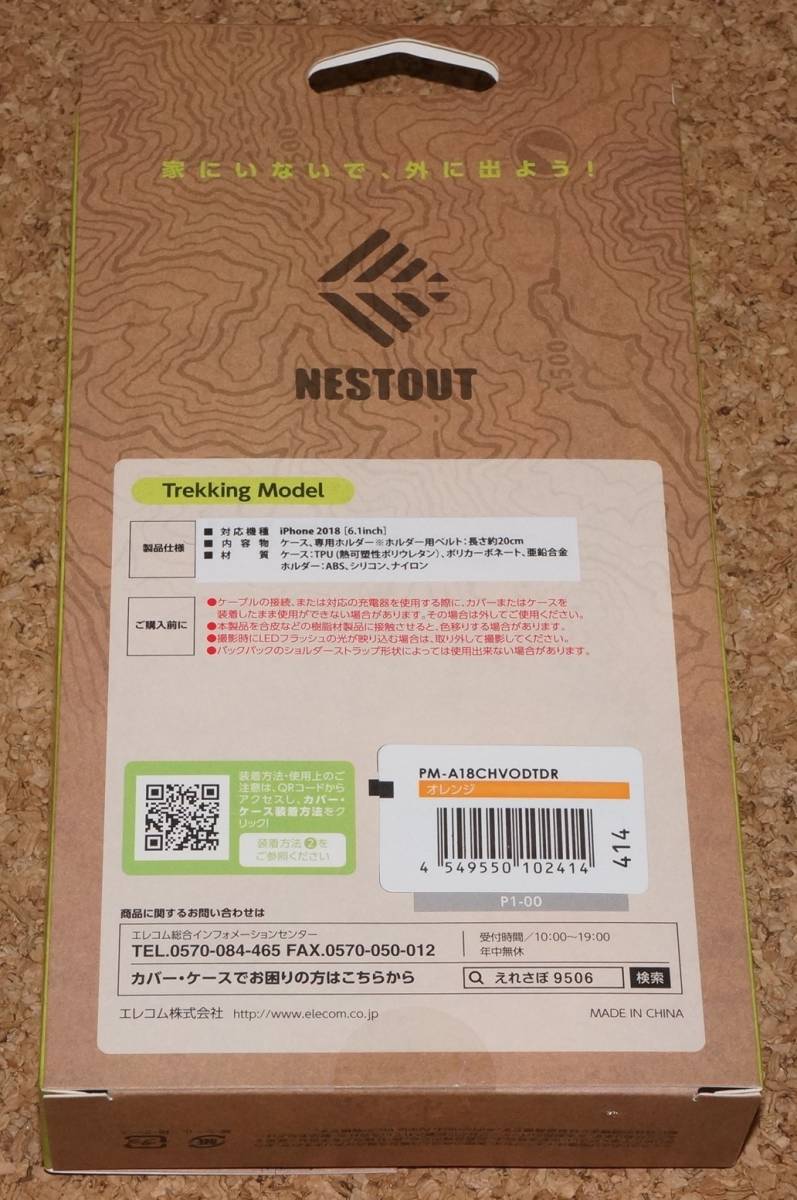 家にいないで、外に出よう！
500
NESTOUT
Trekking Model
製品仕様
■ 対応機種 iPhone 2018 [6.1inch]
■ 内容物 ケース、専用ホルダー※ホルダー用ベルト：長さ約20cm
■ 材質 ケース：TPU（熱可塑性ポリウレタン）、ポリカーボネート、亜鉛合金
ホルダー：ABS、シリコン、ナイロン
ご購入前に
●ケーブルの接続、または対応の充電器を使用する際に、カバーまたはケースを
装着したまま使用ができない場合があります。その場合は外してご使用ください。
●本製品を合皮などの樹脂材製品に接触させると、色移りする場合があります。
●撮影時にLEDフラッシュの光が映り込む場合は、取り外して撮影してください。
●バックパックのショルダーストラップ形状によっては使用出来ない場合があります。
装着方法・使用上のご
注意は、QRコードから
アクセスし、カバー・
ケース装着方法をク
リック！
装着方法❷を
ご参照ください
PM-A18CHVODTDR
オレンジ
4 549550 102414
414
P1-00
商品に関するお問い合わせは
エレコム総合インフォメーションセンター
TEL.0570-084-465 FAX.0570-050-012
受付時間／10:00〜19:00
年中無休
カバー・ケースでお困りの方はこちらから
えれさぽ 9506
検索
エレコム株式会社 http://www.elecom.co.jp
MADE IN CHINA